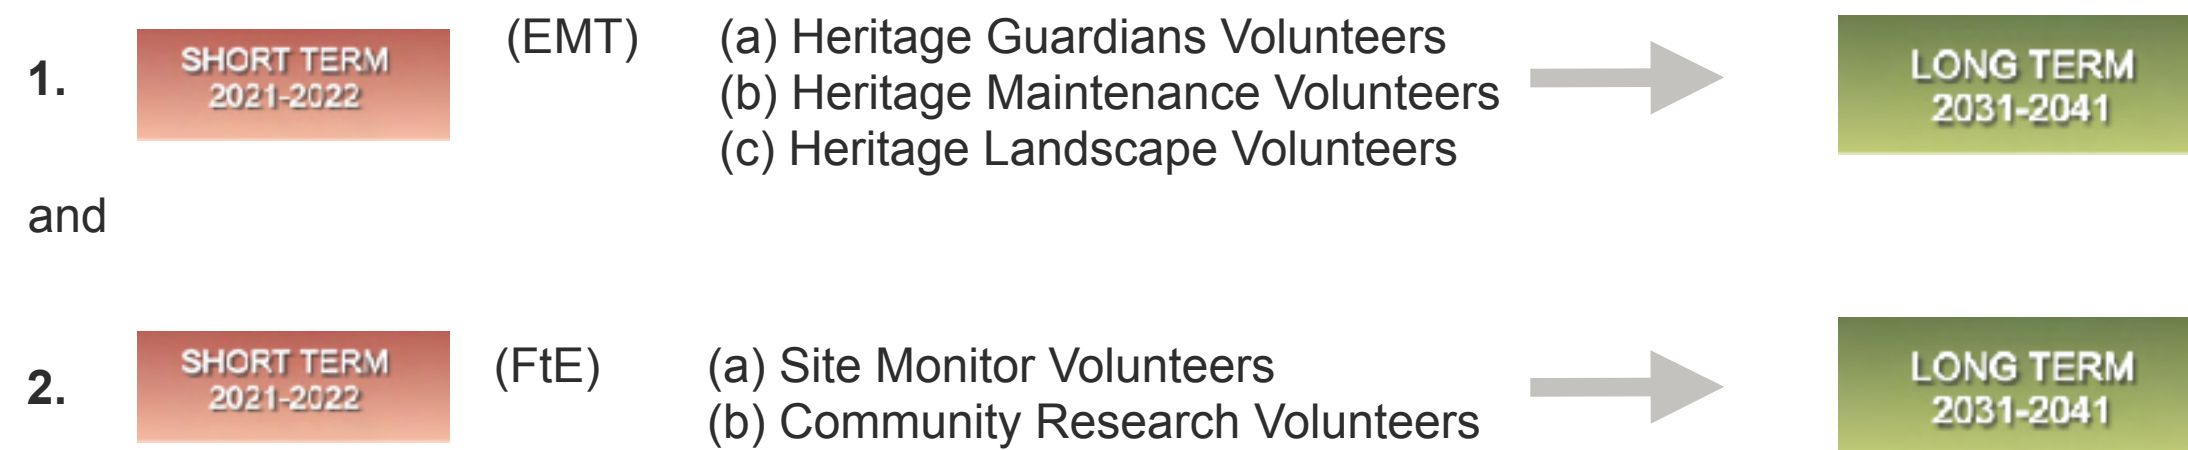 1.
SHORT TERM
2021-2022
(EMT)
(a) Heritage Guardians Volunteers
(b) Heritage Maintenance Volunteers
(c) Heritage Landscape Volunteers
LONG TERM
2031-2041
and
2.
SHORT TERM
2021-2022
(FtE)
(a) Site Monitor Volunteers
(b) Community Research Volunteers
LONG TERM
2031-2041